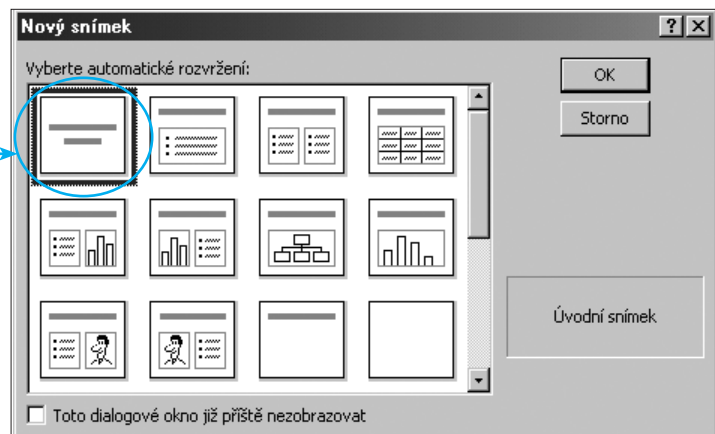 Nový snímek
Vyberte automatické rozvržení:
OK
Storno
Úvodní snímek
Toto dialogové okno již příště nezobrazovat